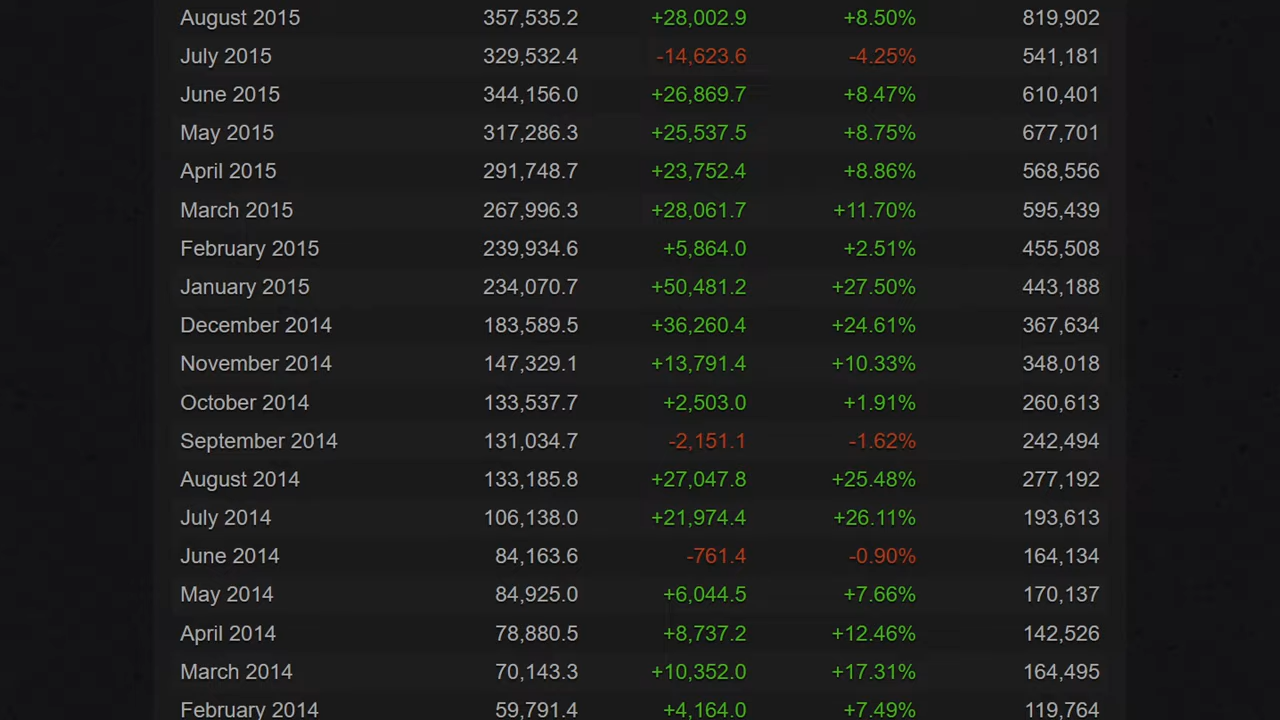 August 2015 357,535.2 +28,002.9 +8.50% 819,902
July 2015 329,532.4 -14,623.6 -4.25% 541,181
June 2015 344,156.0 +26,869.7 +8.47% 610,401
May 2015 317,286.3 +25,537.5 +8.75% 677,701
April 2015 291,748.7 +23,752.4 +8.86% 568,556
March 2015 267,996.3 +28,061.7 +11.70% 595,439
February 2015 239,934.6 +5,864.0 +2.51% 455,508
January 2015 234,070.7 +50,481.2 +27.50% 443,188
December 2014 183,589.5 +36,260.4 +24.61% 367,634
November 2014 147,329.1 +13,791.4 +10.33% 348,018
October 2014 133,537.7 +2,503.0 +1.91% 260,613
September 2014 131,034.7 -2,151.1 -1.62% 242,494
August 2014 133,185.8 +27,047.8 +25.48% 277,192
July 2014 106,138.0 +21,974.4 +26.11% 193,613
June 2014 84,163.6 -761.4 -0.90% 164,134
May 2014 84,925.0 +6,044.5 +7.66% 170,137
April 2014 78,880.5 +8,737.2 +12.46% 142,526
March 2014 70,143.3 +10,352.0 +17.31% 164,495
February 2014 59,791.4 +4,164.0 +7.49% 119,764